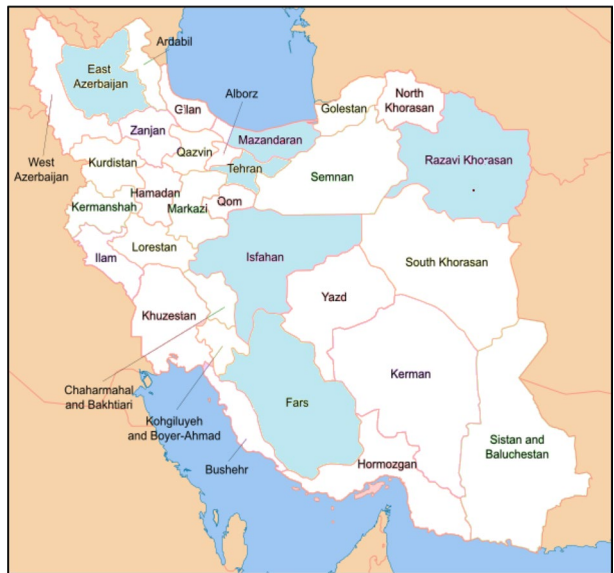 Ardabil
East
Azerbaijan
Alborz
Gilan
Golestan
North
Khorasan
Zanjan
Mazandaran
West
Azerbaijan
Kurdistan
Qazvin
Tehran
Razavi Khorasan
Semnan
Hamadan
Kermanshah
Markazi
Qom
Lorestan
Ilam
Isfahan
South Khorasan
Khuzestan
Yazd
Kerman
Chaharmahal
and Bakhtiari
Kohgiluyeh
and Boyer-Ahmad
Fars
Bushehr
Hormozgan
Sistan and
Baluchestan